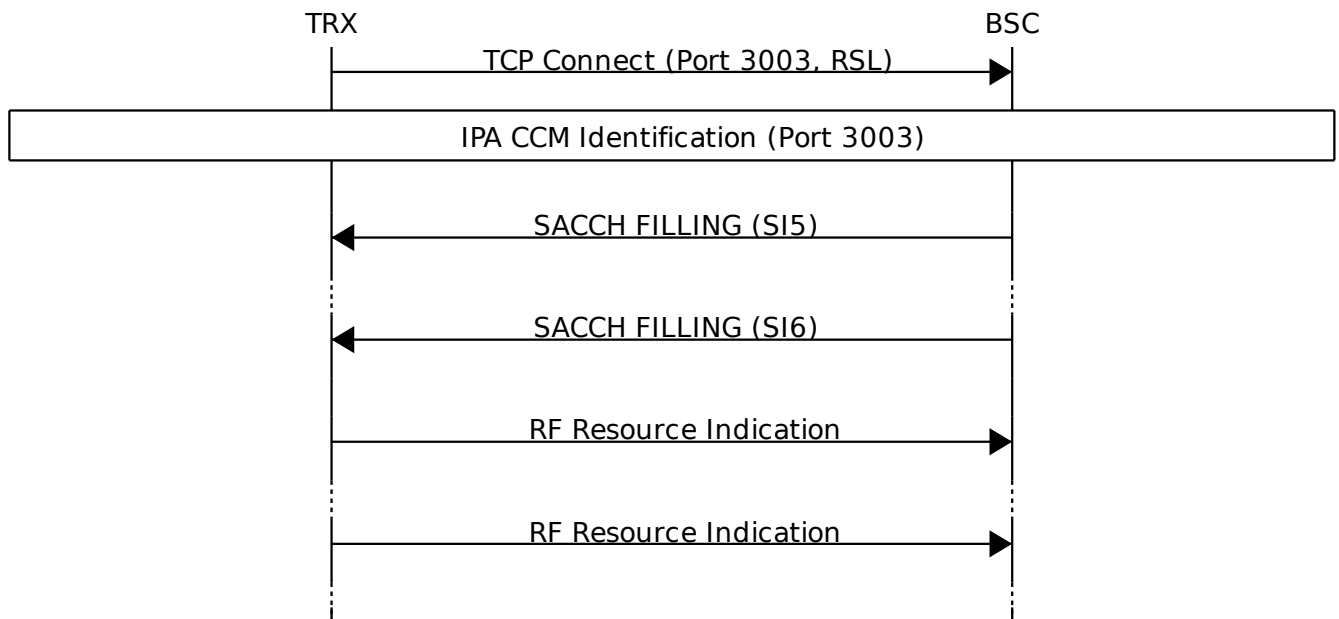 TRX
BSC
TCP Connect (Port 3003, RSL)
IPA CCM Identification (Port 3003)
SACCH FILLING (SI5)
SACCH FILLING (SI6)
RF Resource Indication
RF Resource Indication